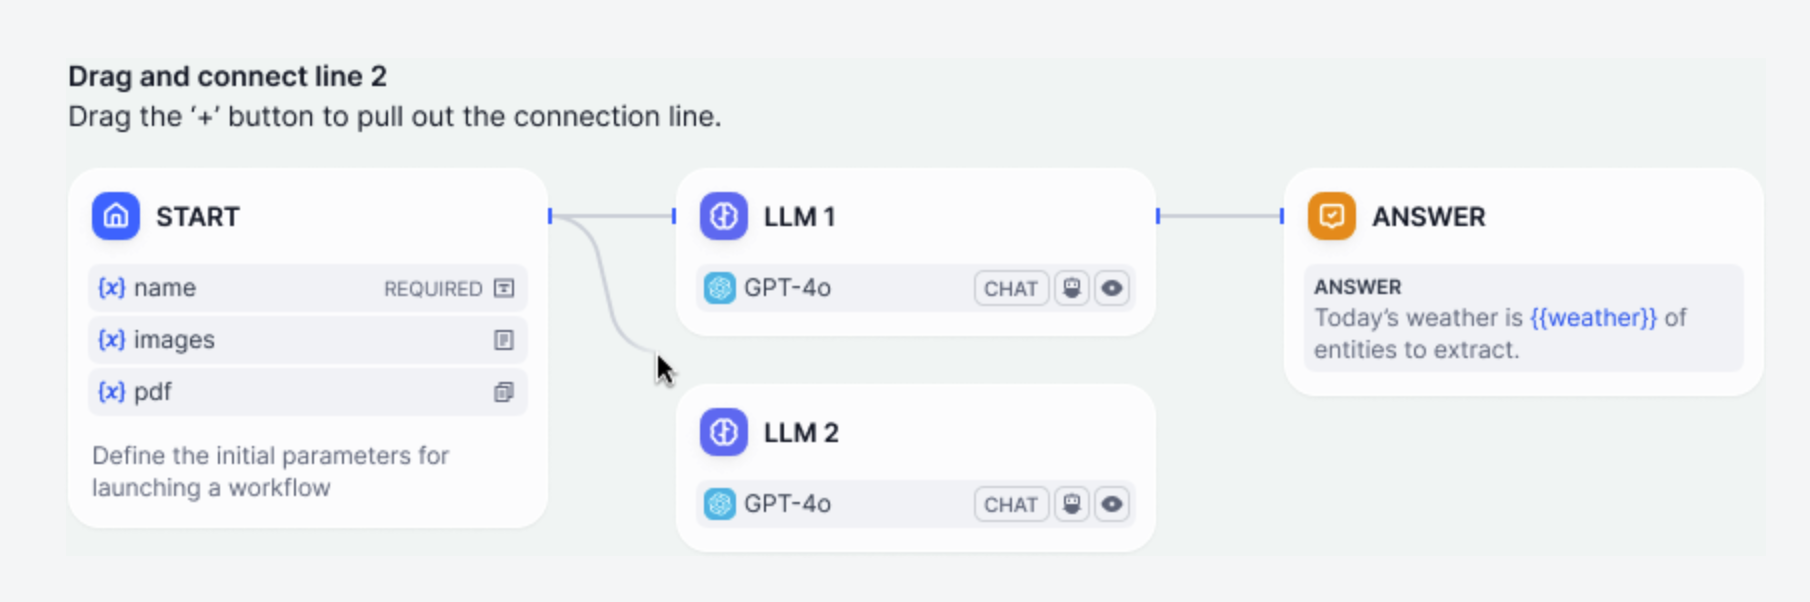 Drag and connect line 2
Drag the ‘+’ button to pull out the connection line.
START
{x} name REQUIRED
{x} images
{x} pdf
Define the initial parameters for
launching a workflow
LLM 1
GPT-4o CHAT
LLM 2
GPT-4o CHAT
ANSWER
ANSWER
Today’s weather is {{weather}} of
entities to extract.